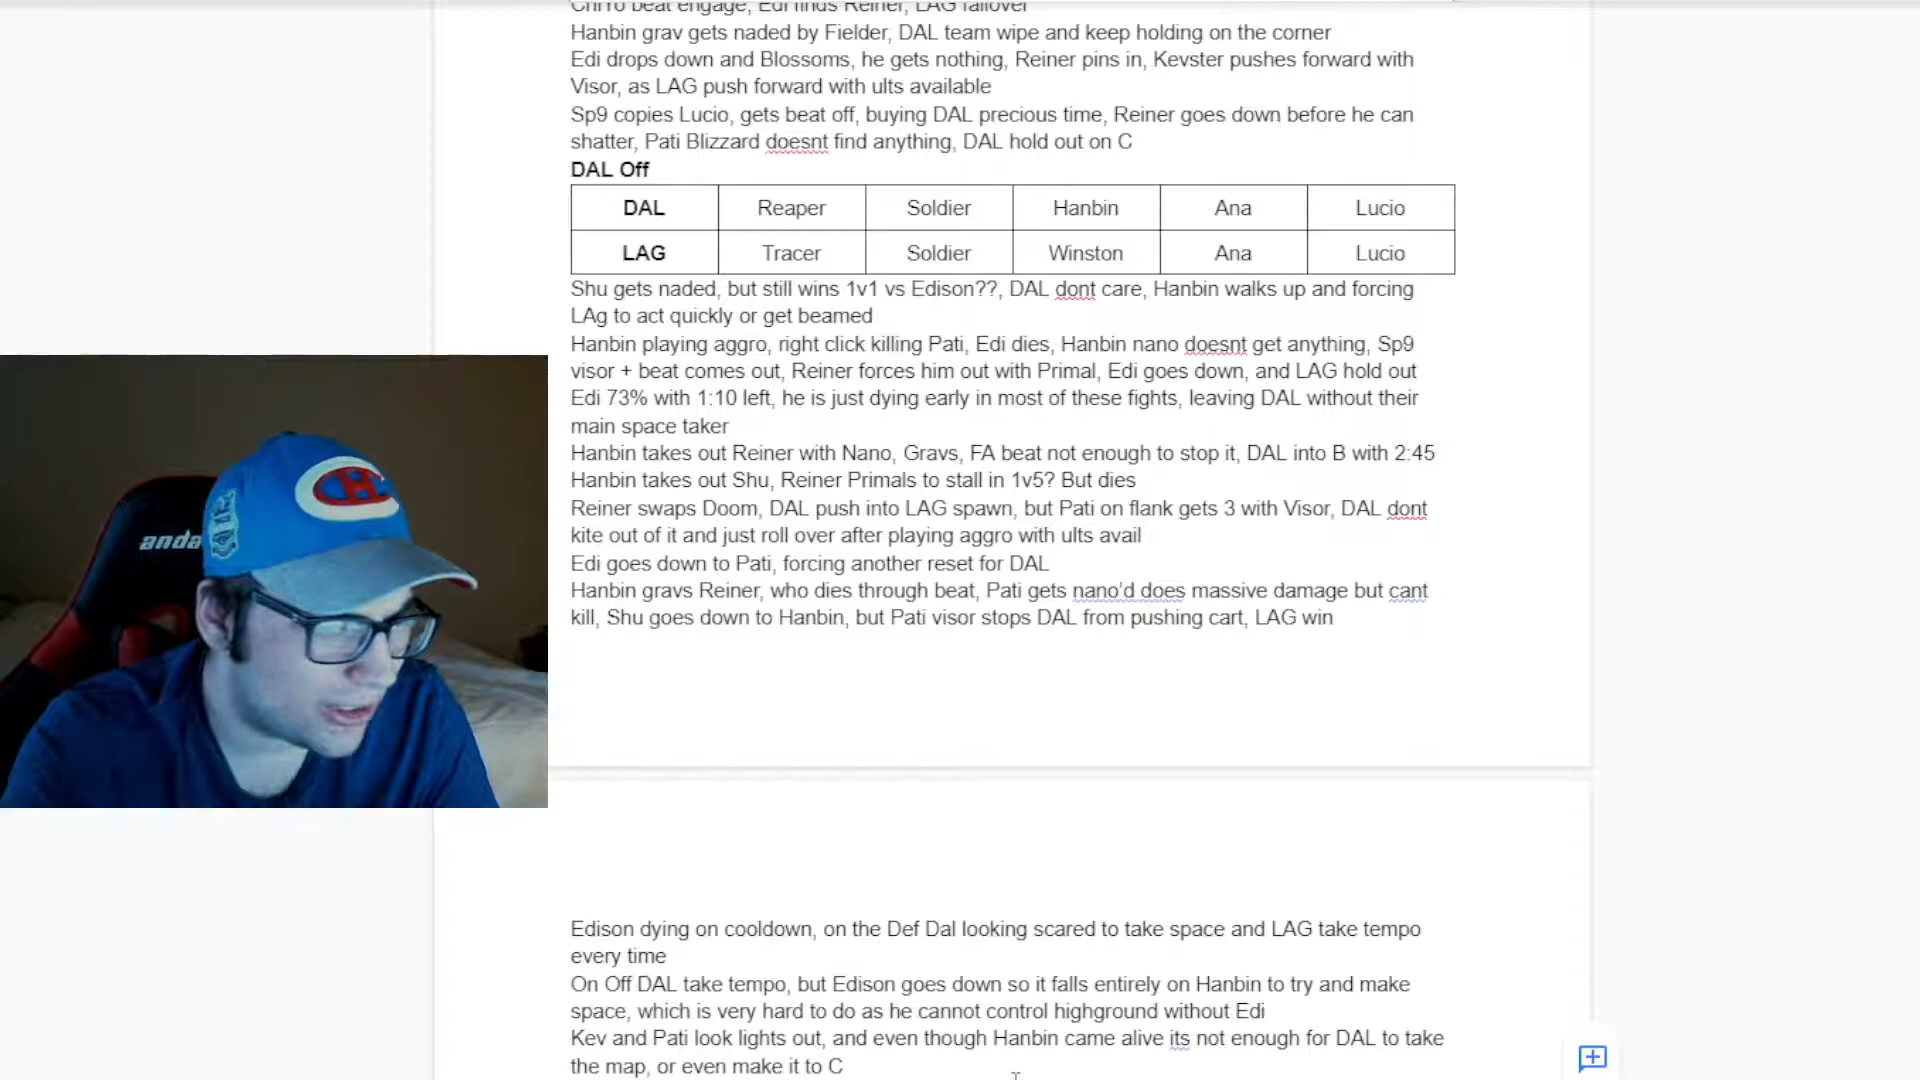 Chiyo beat engage, Edi finds Reiner, LAG fallover
Hanbin grav gets naded by Fielder, DAL team wipe and keep holding on the corner
Edi drops down and Blossoms, he gets nothing, Reiner pins in, Kevster pushes forward with
Visor, as LAG push forward with ults available
Sp9 copies Lucio, gets beat off, buying DAL precious time, Reiner goes down before he can
shatter, Pati Blizzard doesnt find anything, DAL hold out on C
DAL Off
DAL Reaper Soldier Hanbin Ana Lucio
LAG Tracer Soldier Winston Ana Lucio
Shu gets naded, but still wins 1v1 vs Edison??, DAL dont care, Hanbin walks up and forcing
LAg to act quickly or get beamed
Hanbin playing aggro, right click killing Pati, Edi dies, Hanbin nano doesnt get anything, Sp9
visor + beat comes out, Reiner forces him out with Primal, Edi goes down, and LAG hold out
Edi 73% with 1:10 left, he is just dying early in most of these fights, leaving DAL without their
main space taker
Hanbin takes out Reiner with Nano, Gravs, FA beat not enough to stop it, DAL into B with 2:45
Hanbin takes out Shu, Reiner Primals to stall in 1v5? But dies
Reiner swaps Doom, DAL push into LAG spawn, but Pati on flank gets 3 with Visor, DAL dont
kite out of it and just roll over after playing aggro with ults avail
Edi goes down to Pati, forcing another reset for DAL
Hanbin gravs Reiner, who dies through beat, Pati gets nano'd does massive damage but cant
kill, Shu goes down to Hanbin, but Pati visor stops DAL from pushing cart, LAG win
anda
CH
Edison dying on cooldown, on the Def Dal looking scared to take space and LAG take tempo
every time
On Off DAL take tempo, but Edison goes down so it falls entirely on Hanbin to try and make
space, which is very hard to do as he cannot control highground without Edi
Kev and Pati look lights out, and even though Hanbin came alive its not enough for DAL to take
the map, or even make it to C